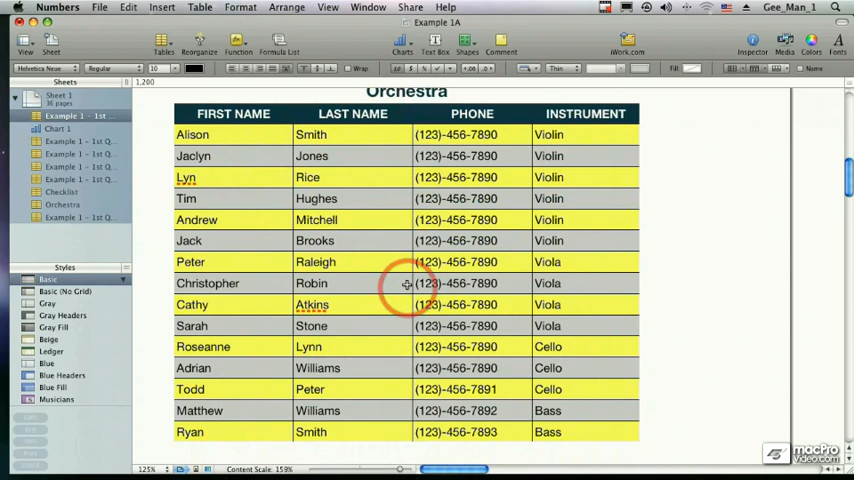 Numbers File Edit Insert Table Format Arrange View Window Share Help Gee_Man_1
Example 1A
View Sheet Tables Reorganize Function Formula List Charts Text Box Shapes Comment iWork.com Inspector Media Colors Fonts
Helvetica Neue Regular 10 Wrap Thin Fill Name
Sheets
1,200
Sheet 1
36 pages
Example 1 - 1st ...
Chart 1
Example 1 - 1st Q...
Example 1 - 1st Q...
Example 1 - 1st Q...
Example 1 - 1st Q...
Checklist
Orchestra
Example 1 - 1st Q...
Styles
Basic
Basic (No Grid)
Gray
Gray Headers
Gray Fill
Beige
Ledger
Blue
Blue Headers
Blue Fill
Musicians
Orchestra
FIRST NAME LAST NAME PHONE INSTRUMENT
Alison Smith (123)-456-7890 Violin
Jaclyn Jones (123)-456-7890 Violin
Lyn Rice (123)-456-7890 Violin
Tim Hughes (123)-456-7890 Violin
Andrew Mitchell (123)-456-7890 Violin
Jack Brooks (123)-456-7890 Violin
Peter Raleigh (123)-456-7890 Viola
Christopher Robin (123)-456-7890 Viola
Cathy Atkins (123)-456-7890 Viola
Sarah Stone (123)-456-7890 Viola
Roseanne Lynn (123)-456-7890 Cello
Adrian Williams (123)-456-7890 Cello
Todd Peter (123)-456-7891 Cello
Matthew Williams (123)-456-7892 Bass
Ryan Smith (123)-456-7893 Bass
125% Content Scale: 159%
macPro
Video.com